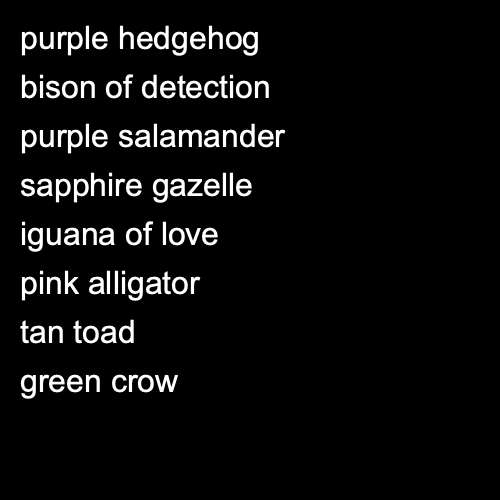 purple hedgehog
bison of detection
purple salamander
sapphire gazelle
iguana of love
pink alligator
tan toad
green crow